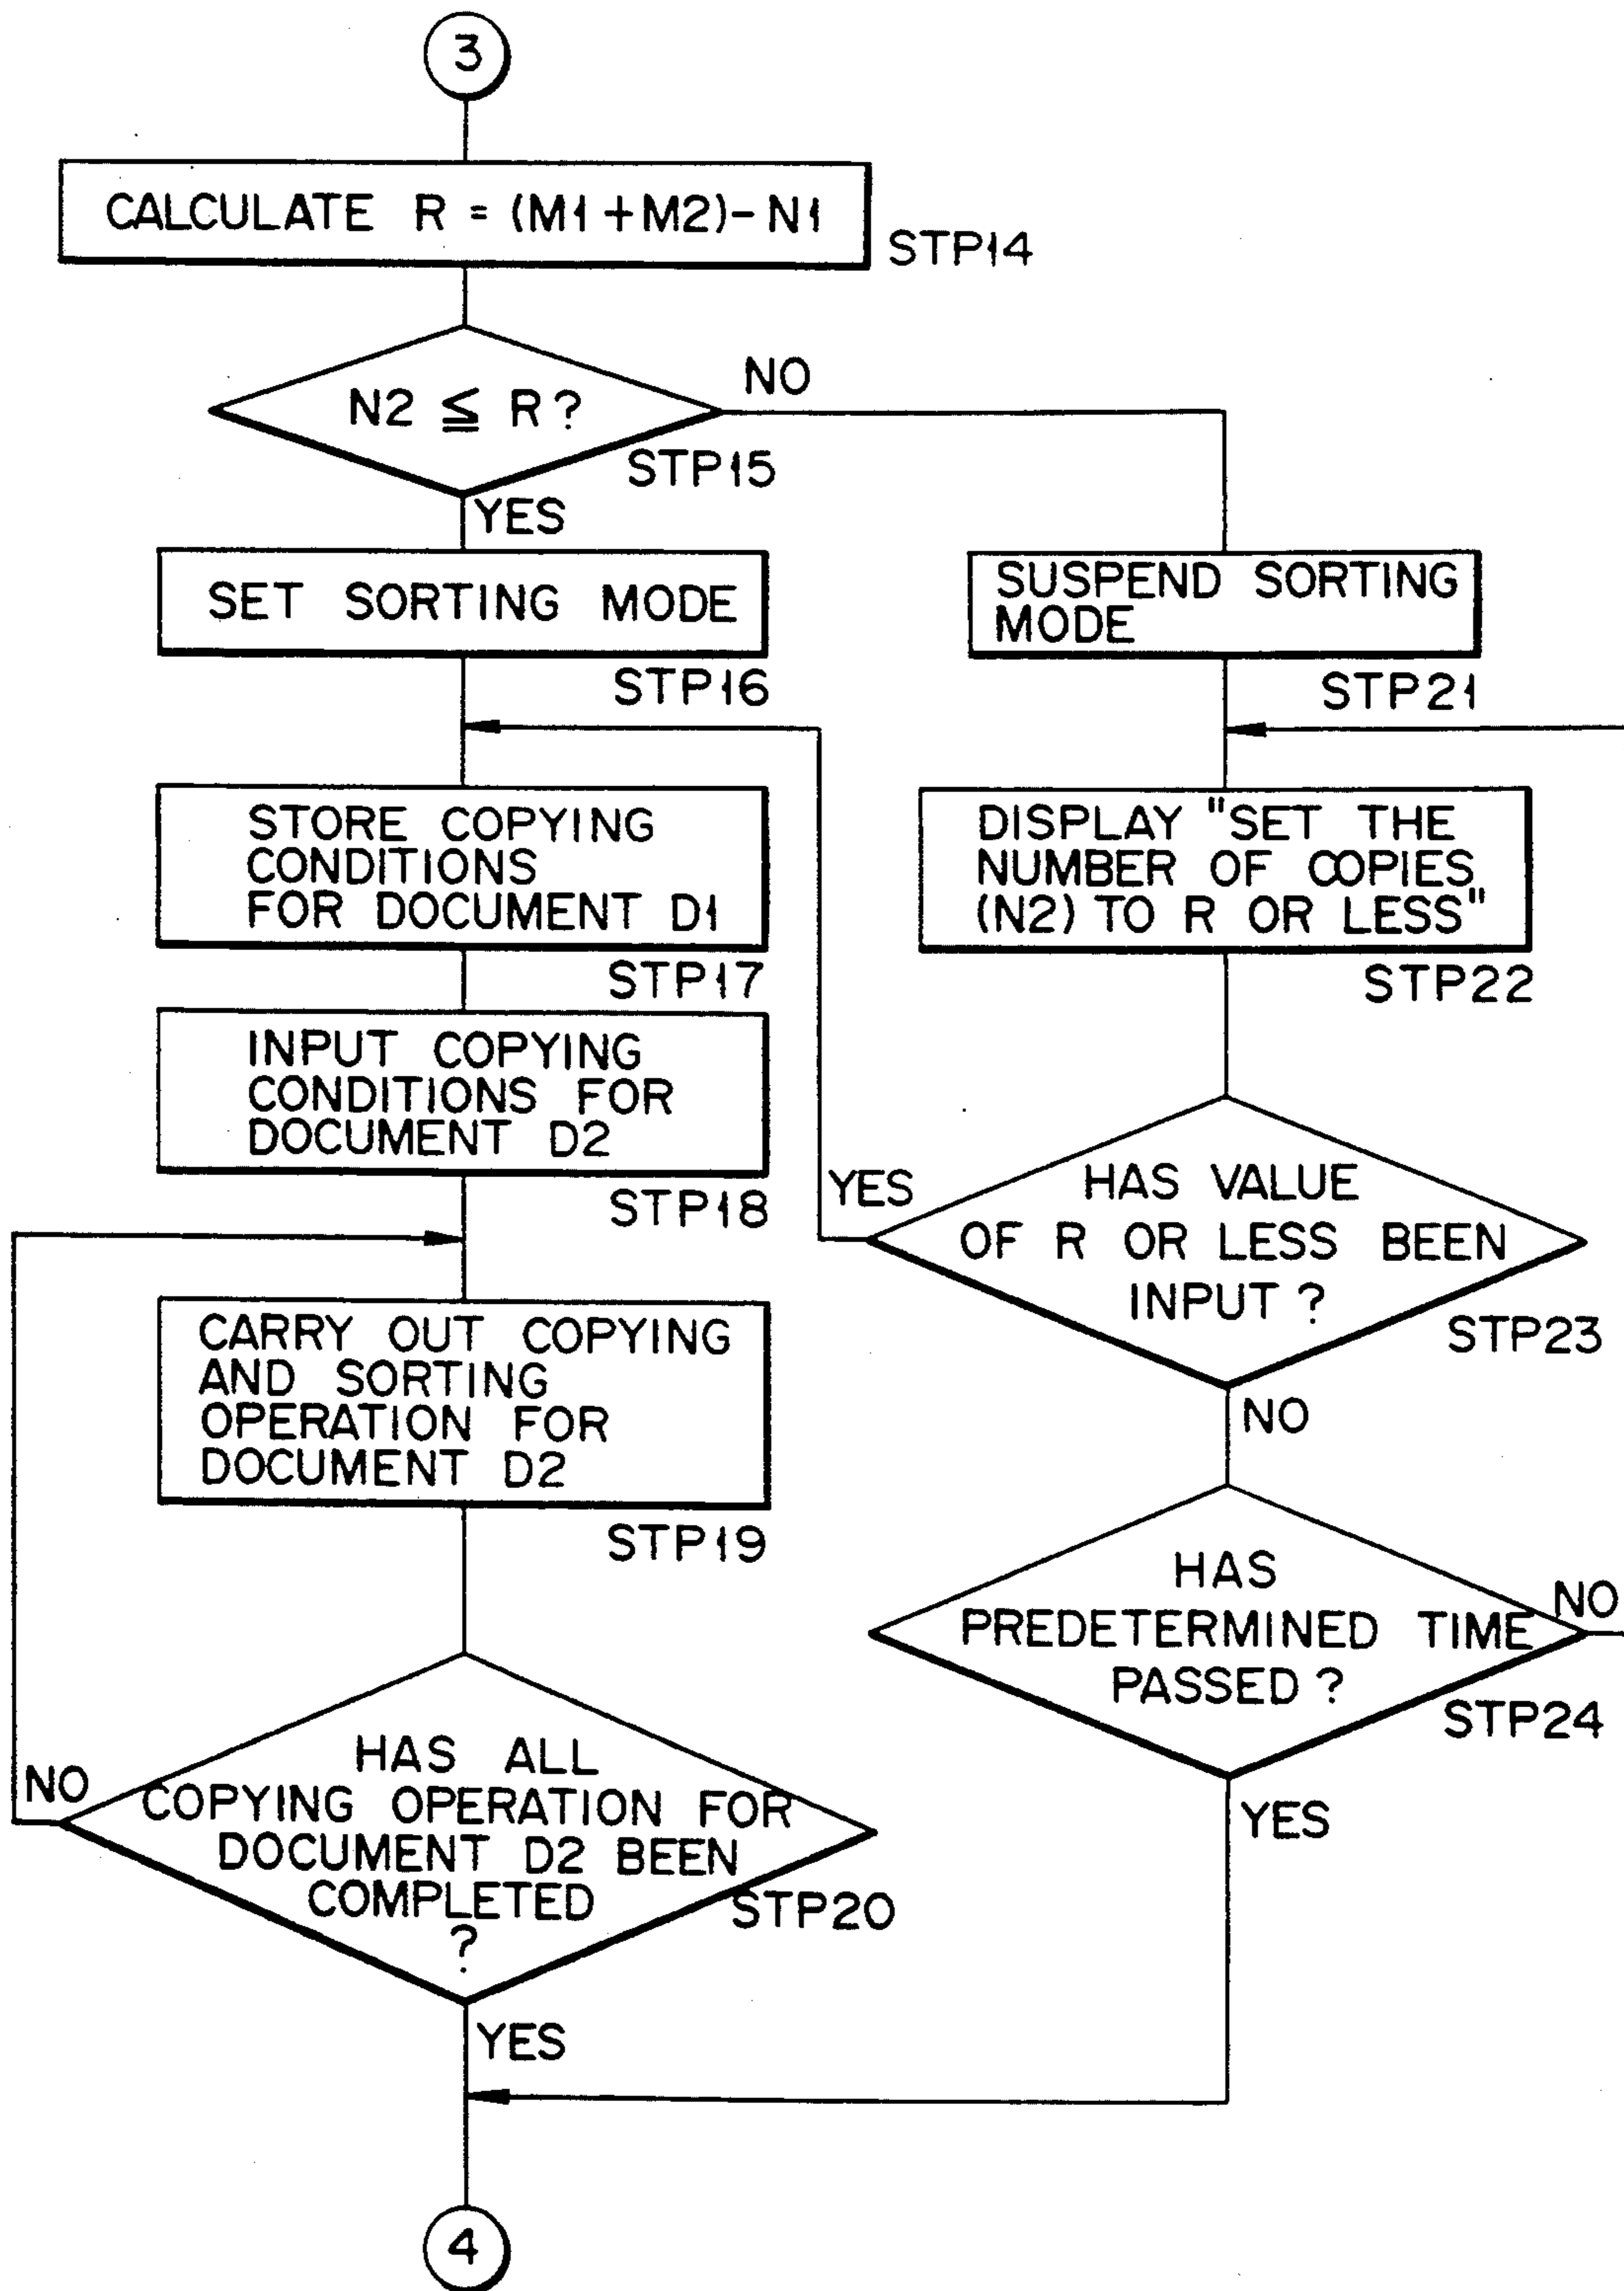 3
CALCULATE R = (M1+M2)-N1
STP14
N2 ≦ R?
NO
STP15
YES
SET SORTING MODE
STP16
SUSPEND SORTING
MODE
STP21
STORE COPYING
CONDITIONS
FOR DOCUMENT D1
STP17
DISPLAY "SET THE
NUMBER OF COPIES
(N2) TO R OR LESS"
STP22
INPUT COPYING
CONDITIONS FOR
DOCUMENT D2
STP18
YES
HAS VALUE
OF R OR LESS BEEN
INPUT?
STP23
NO
CARRY OUT COPYING
AND SORTING
OPERATION FOR
DOCUMENT D2
STP19
HAS
PREDETERMINED TIME
PASSED?
NO
STP24
YES
NO
HAS ALL
COPYING OPERATION FOR
DOCUMENT D2 BEEN
COMPLETED
?
STP20
YES
4